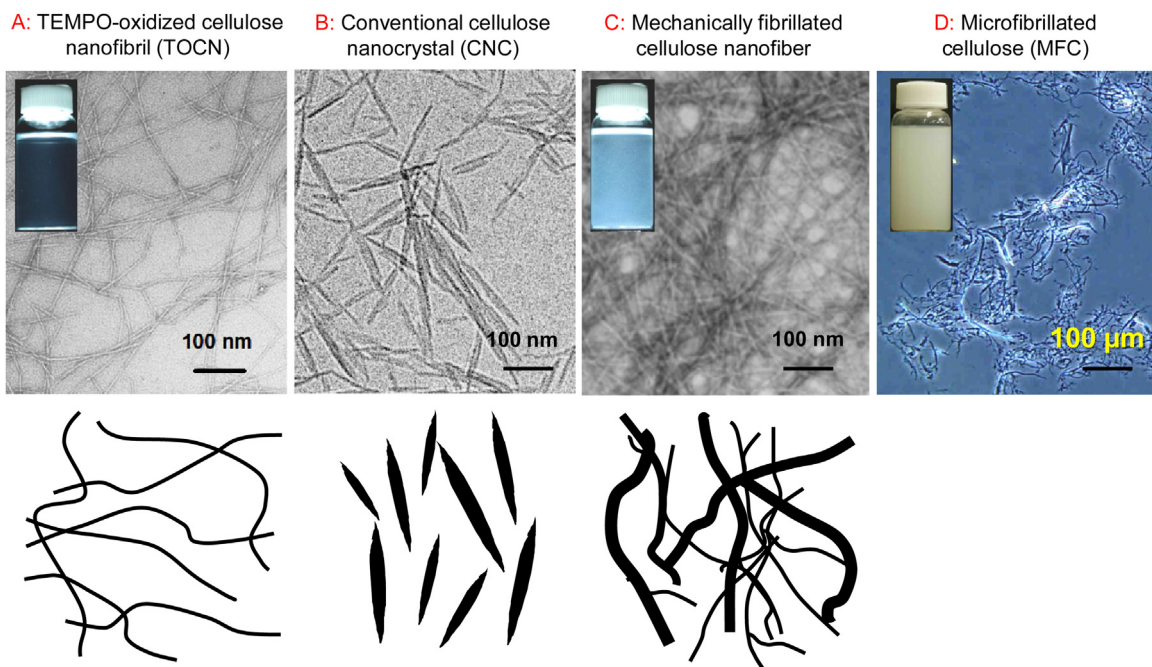 A: TEMPO-oxidized cellulose
nanofibril (TOCN)
B: Conventional cellulose
nanocrystal (CNC)
C: Mechanically fibrillated
cellulose nanofiber
D: Microfibrillated
cellulose (MFC)
100 nm
100 nm
100 nm
100 µm